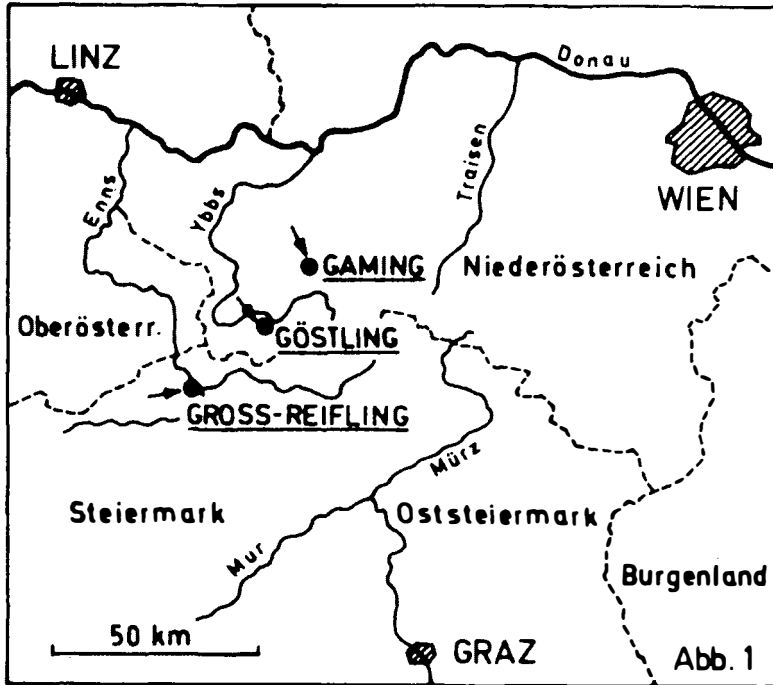 LINZ
Donau
WIEN
Enns
Ybbs
Traisen
GAMING
Niederösterreich
Oberösterr.
GÖSTLING
GROSS-REIFLING
Mürz
Steiermark
Oststeiermark
Mur
Burgenland
50 km
GRAZ
Abb. 1